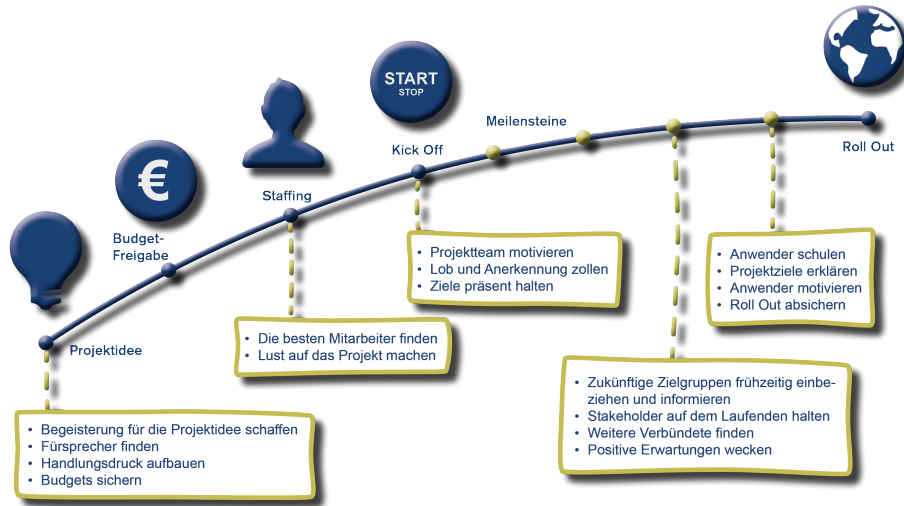 START
STOP
Meilensteine
Kick Off
Roll Out
Staffing
€
Budget-
Freigabe
Projektidee
• Projektteam motivieren
• Lob und Anerkennung zollen
• Ziele präsent halten
• Anwender schulen
• Projektziele erklären
• Anwender motivieren
• Roll Out absichern
• Die besten Mitarbeiter finden
• Lust auf das Projekt machen
• Zukünftige Zielgruppen frühzeitig einbe-
ziehen und informieren
• Stakeholder auf dem Laufenden halten
• Weitere Verbündete finden
• Positive Erwartungen wecken
• Begeisterung für die Projektidee schaffen
• Fürsprecher finden
• Handlungsdruck aufbauen
• Budgets sichern